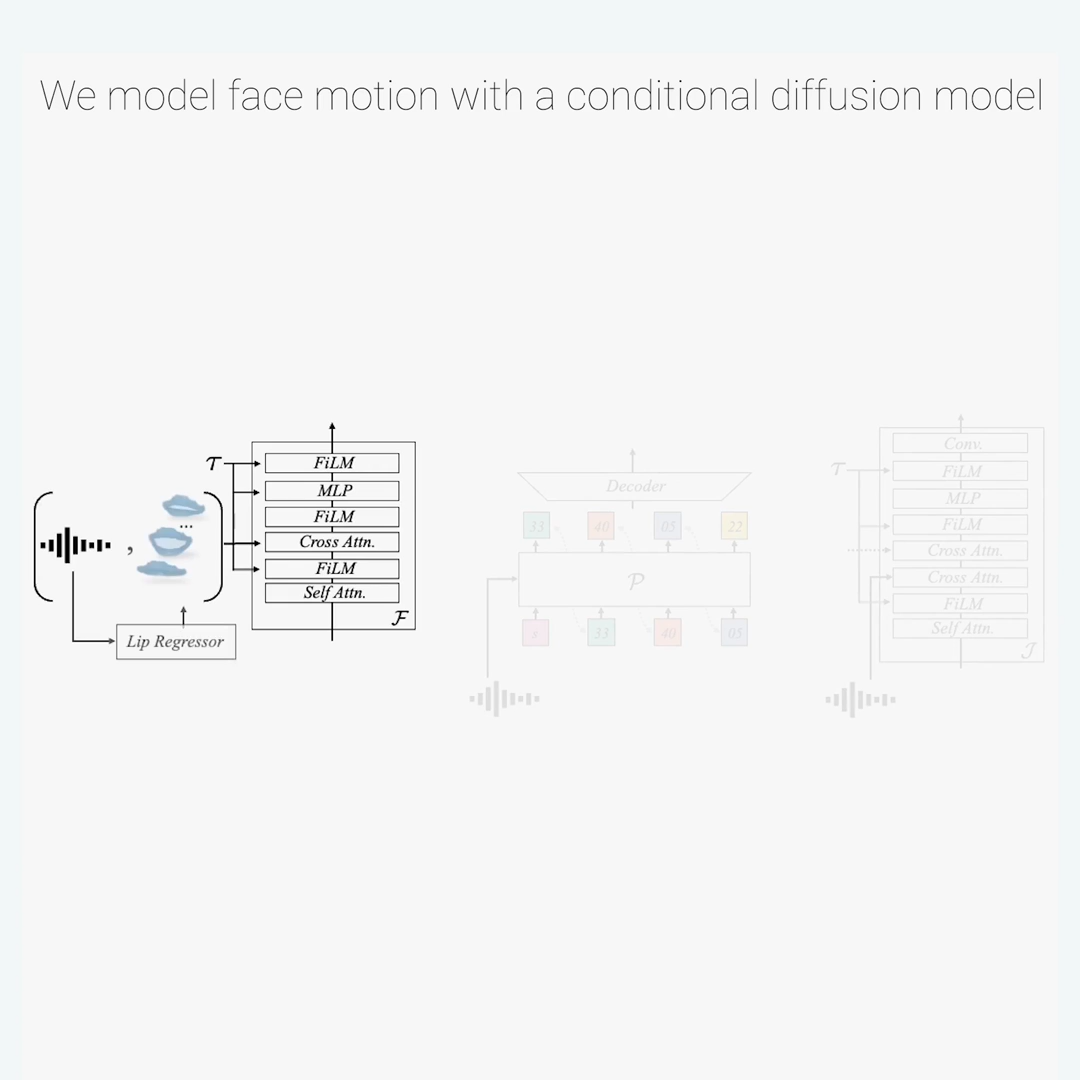 We model face motion with a conditional diffusion model
𝒯
FiLM
MLP
FiLM
Cross Attn.
FiLM
Self Attn.
ℱ
,
...
Lip Regressor
Decoder
33
40
05
22
𝒫
33
40
05
𝒯
Conv.
FiLM
MLP
FiLM
Cross Attn.
Cross Attn.
FiLM
Self Attn.
𝒥